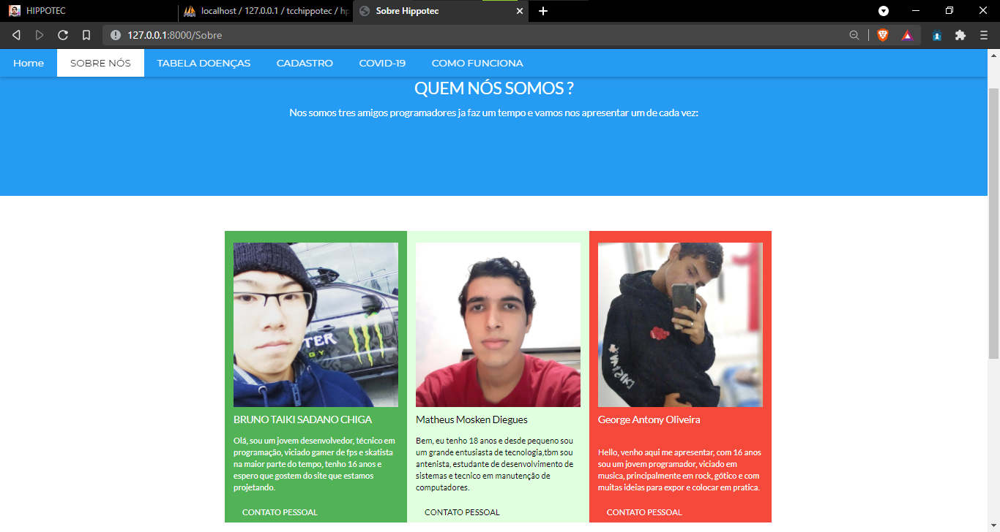 HIPPOTEC
localhost / 127.0.0.1 / tcchippotec / hp
Sobre Hippotec
127.0.0.1:8000/Sobre
Home
SOBRE NÓS
TABELA DOENÇAS
CADASTRO
COVID-19
COMO FUNCIONA
QUEM NÓS SOMOS ?
Nos somos tres amigos programadores ja faz um tempo e vamos nos apresentar um de cada vez:
TER
GY
BRUNO TAIKI SADANO CHIGA
Olá, sou um jovem desenvolvedor, técnico em
programação, viciado gamer de fps e skatista
na maior parte do tempo, tenho 16 anos e
espero que gostem do site que estamos
projetando.
CONTATO PESSOAL
Matheus Mosken Diegues
Bem, eu tenho 18 anos e desde pequeno sou
um grande entusiasta de tecnologia,tbm sou
antenista, estudante de desenvolvimento de
sistemas e tecnico em manutenção de
computadores.
CONTATO PESSOAL
George Antony Oliveira
Hello, venho aqui me apresentar, com 16 anos
sou um jovem programador, viciado em
musica, principalmente em rock, gótico e com
muitas ideias para expor e colocar em pratica.
CONTATO PESSOAL